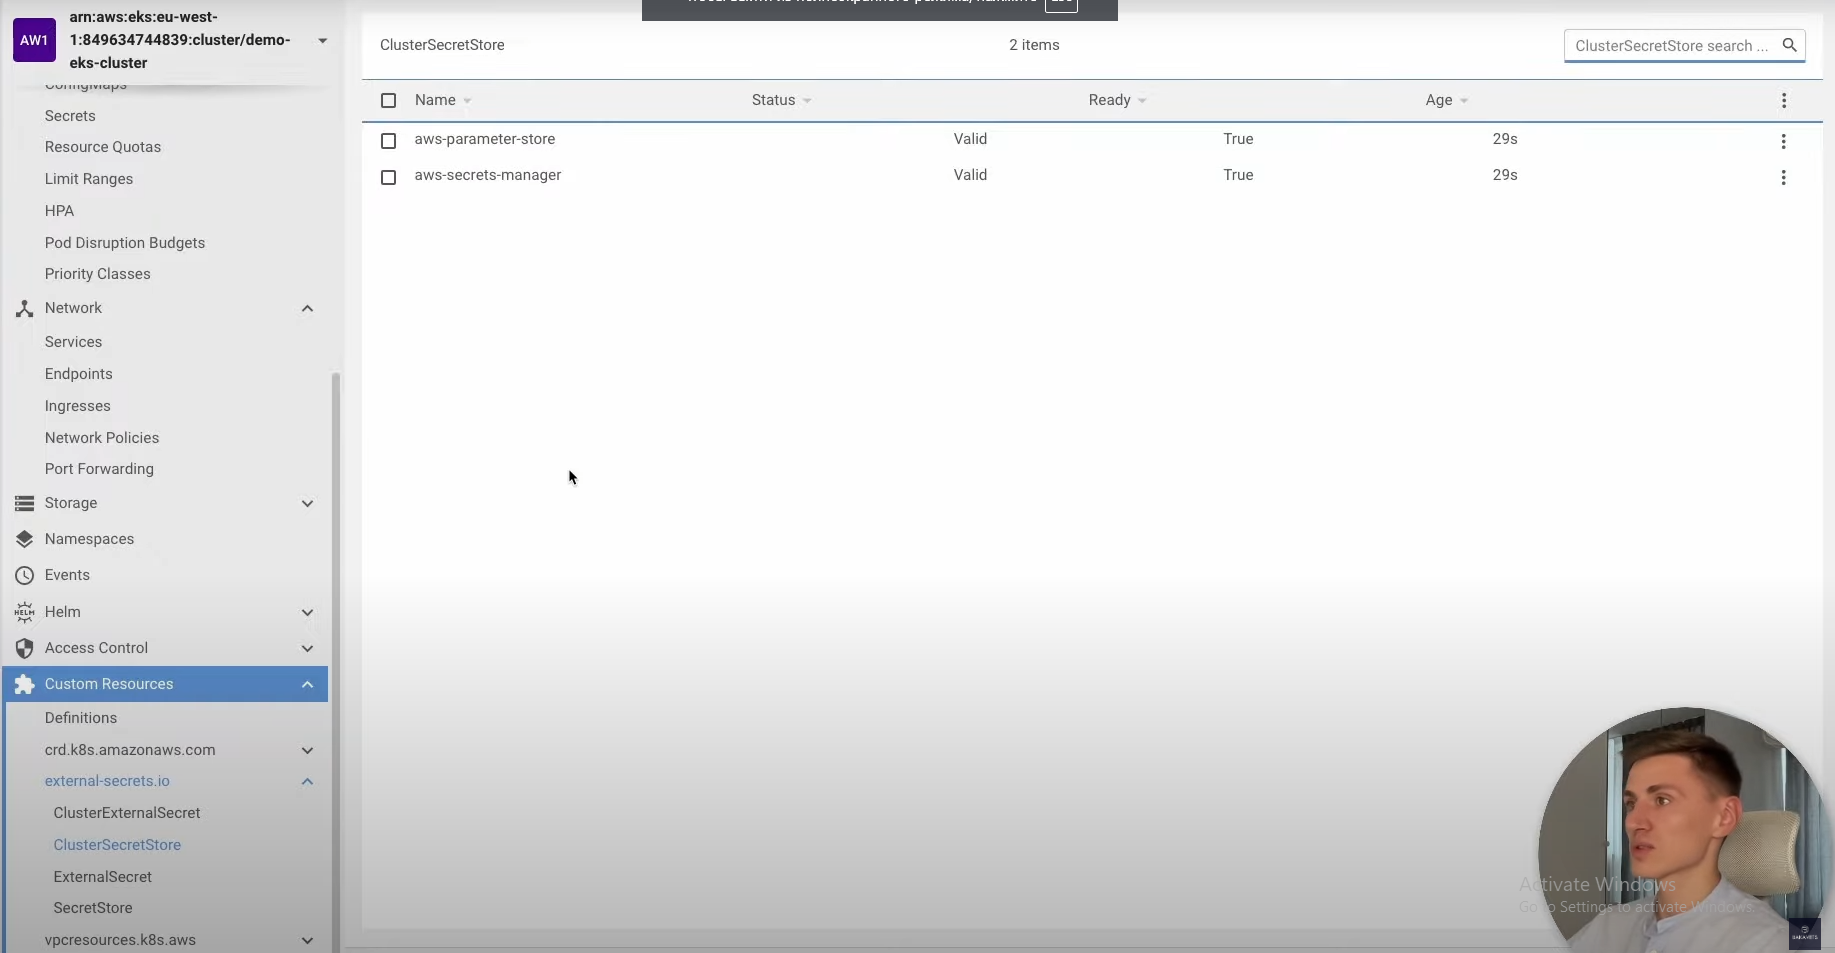 AW1
arn:aws:eks:eu-west-
1:849634744839:cluster/demo-
eks-cluster
ConfigMaps
Secrets
Resource Quotas
Limit Ranges
HPA
Pod Disruption Budgets
Priority Classes
Network
Services
Endpoints
Ingresses
Network Policies
Port Forwarding
Storage
Namespaces
Events
HELM
Helm
Access Control
Custom Resources
Definitions
crd.k8s.amazonaws.com
external-secrets.io
ClusterExternalSecret
ClusterSecretStore
ExternalSecret
SecretStore
vpcresources.k8s.aws
ClusterSecretStore
2 items
ClusterSecretStore search ...
Name Status Ready Age
aws-parameter-store Valid True 29s
aws-secrets-manager Valid True 29s
Activate Windows
Go to Settings to activate Windows.